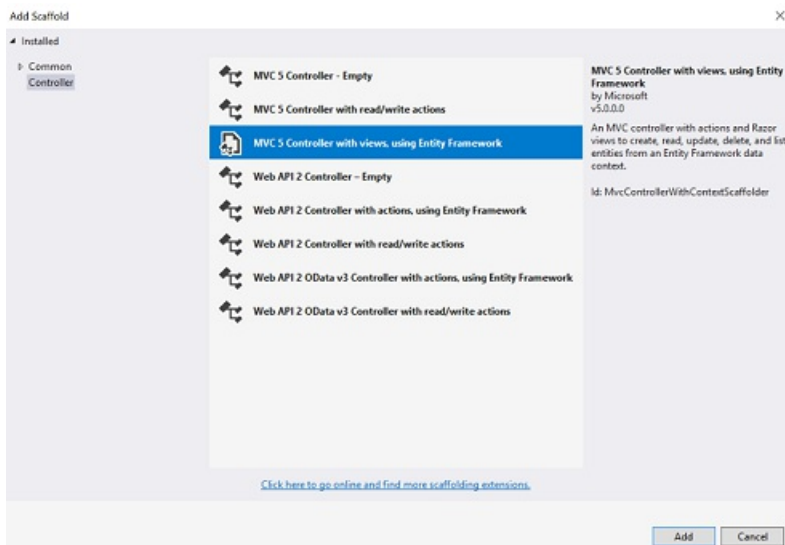 Add Scaffold
Installed
Common
Controller
MVC 5 Controller - Empty
MVC 5 Controller with read/write actions
MVC 5 Controller with views, using Entity Framework
Web API 2 Controller – Empty
Web API 2 Controller with actions, using Entity Framework
Web API 2 Controller with read/write actions
Web API 2 OData v3 Controller with actions, using Entity Framework
Web API 2 OData v3 Controller with read/write actions
Click here to go online and find more scaffolding extensions.
MVC 5 Controller with views, using Entity
Framework
by Microsoft
v5.0.0.0
An MVC controller with actions and Razor
views to create, read, update, delete, and list
entities from an Entity Framework data
context.
Id: MvcControllerWithContextScaffolder
Add
Cancel